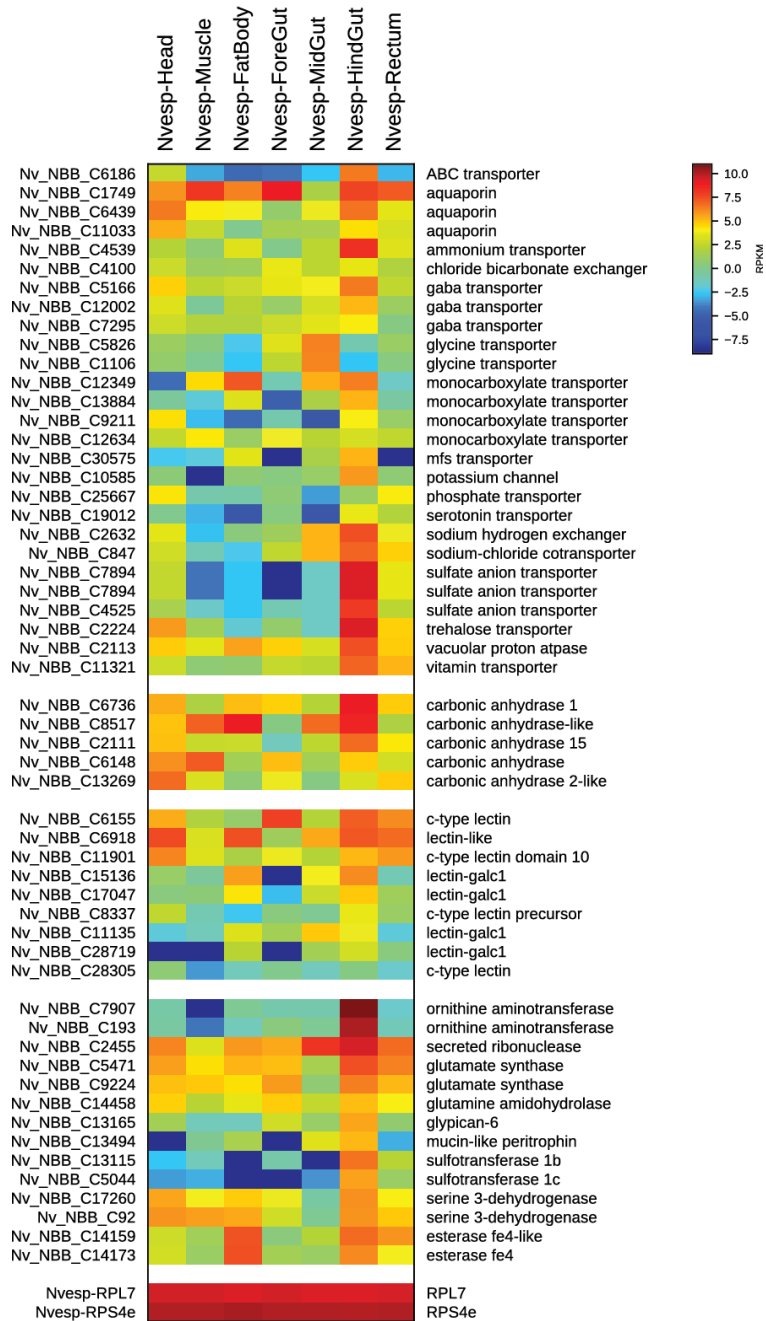 Nvesp-Head Nvesp-Muscle Nvesp-FatBody Nvesp-ForeGut Nvesp-MidGut Nvesp-HindGut Nvesp-Rectum
Nv_NBB_C6186 ABC transporter
Nv_NBB_C1749 aquaporin
Nv_NBB_C6439 aquaporin
Nv_NBB_C11033 aquaporin
Nv_NBB_C4539 ammonium transporter
Nv_NBB_C4100 chloride bicarbonate exchanger
Nv_NBB_C5166 gaba transporter
Nv_NBB_C12002 gaba transporter
Nv_NBB_C7295 gaba transporter
Nv_NBB_C5826 glycine transporter
Nv_NBB_C1106 glycine transporter
Nv_NBB_C12349 monocarboxylate transporter
Nv_NBB_C13884 monocarboxylate transporter
Nv_NBB_C9211 monocarboxylate transporter
Nv_NBB_C12634 monocarboxylate transporter
Nv_NBB_C30575 mfs transporter
Nv_NBB_C10585 potassium channel
Nv_NBB_C25667 phosphate transporter
Nv_NBB_C19012 serotonin transporter
Nv_NBB_C2632 sodium hydrogen exchanger
Nv_NBB_C847 sodium-chloride cotransporter
Nv_NBB_C7894 sulfate anion transporter
Nv_NBB_C7894 sulfate anion transporter
Nv_NBB_C4525 sulfate anion transporter
Nv_NBB_C2224 trehalose transporter
Nv_NBB_C2113 vacuolar proton atpase
Nv_NBB_C11321 vitamin transporter
Nv_NBB_C6736 carbonic anhydrase 1
Nv_NBB_C8517 carbonic anhydrase-like
Nv_NBB_C2111 carbonic anhydrase 15
Nv_NBB_C6148 carbonic anhydrase
Nv_NBB_C13269 carbonic anhydrase 2-like
Nv_NBB_C6155 c-type lectin
Nv_NBB_C6918 lectin-like
Nv_NBB_C11901 c-type lectin domain 10
Nv_NBB_C15136 lectin-galc1
Nv_NBB_C17047 lectin-galc1
Nv_NBB_C8337 c-type lectin precursor
Nv_NBB_C11135 lectin-galc1
Nv_NBB_C28719 lectin-galc1
Nv_NBB_C28305 c-type lectin
Nv_NBB_C7907 ornithine aminotransferase
Nv_NBB_C193 ornithine aminotransferase
Nv_NBB_C2455 secreted ribonuclease
Nv_NBB_C5471 glutamate synthase
Nv_NBB_C9224 glutamate synthase
Nv_NBB_C14458 glutamine amidohydrolase
Nv_NBB_C13165 glypican-6
Nv_NBB_C13494 mucin-like peritrophin
Nv_NBB_C13115 sulfotransferase 1b
Nv_NBB_C5044 sulfotransferase 1c
Nv_NBB_C17260 serine 3-dehydrogenase
Nv_NBB_C92 serine 3-dehydrogenase
Nv_NBB_C14159 esterase fe4-like
Nv_NBB_C14173 esterase fe4
Nvesp-RPL7 RPL7
Nvesp-RPS4e RPS4e
10.0
7.5
5.0
2.5
0.0
−2.5
−5.0
−7.5
RPKM